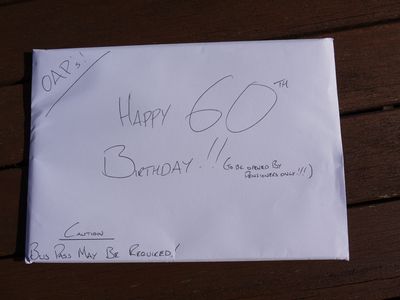 OAP's!
HAPPY 60TH
BIRTHDAY!! (TO BE OPENED BY
PENSIONERS ONLY!!!)
CAUTION
BUS PASS MAY BE REQUIRED!